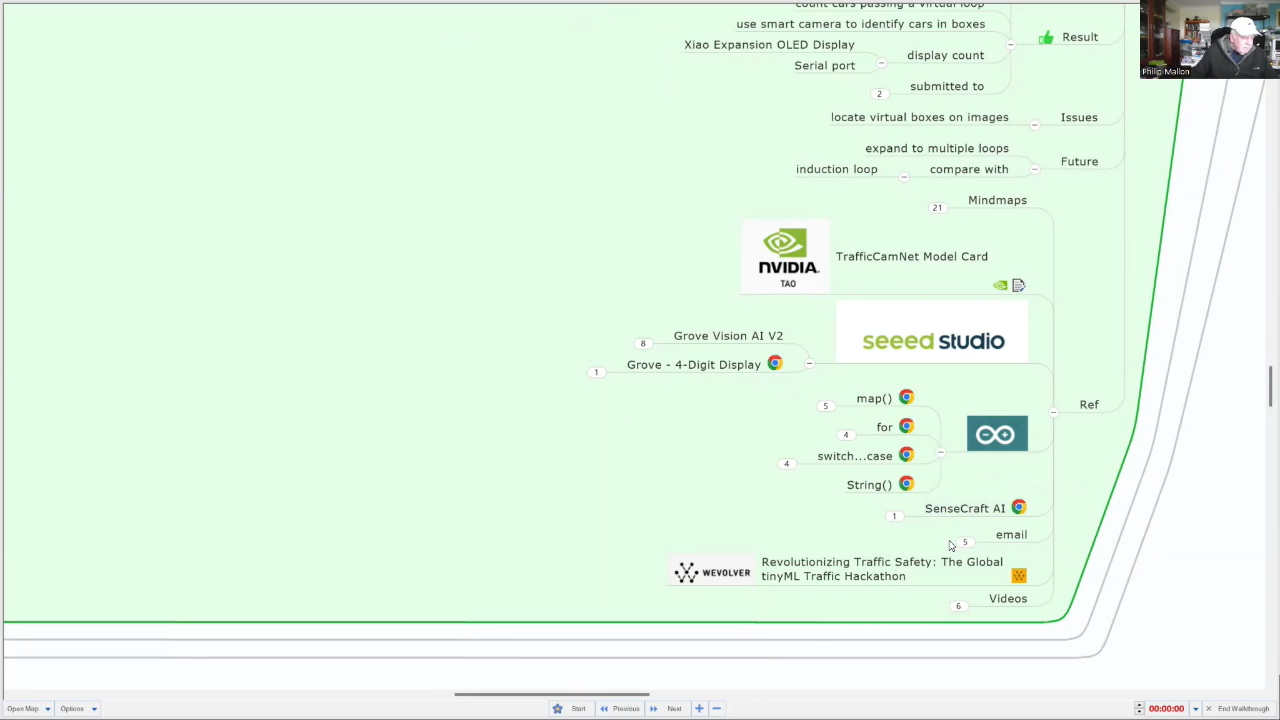 count cars passing a virtual loop
use smart camera to identify cars in boxes
Result
Xiao Expansion OLED Display
display count
Serial port
submitted to
2
locate virtual boxes on images
Issues
expand to multiple loops
Future
induction loop
compare with
Mindmaps
21
NVIDIA.
TAO
TrafficCamNet Model Card
seeed studio
Grove Vision AI V2
8
Grove - 4-Digit Display
1
map()
5
for
4
switch...case
4
String()
Ref
SenseCraft AI
1
email
5
WEVOLVER
Revolutionizing Traffic Safety: The Global
tinyML Traffic Hackathon
Videos
6
Philip Mallon
Open Map
Options
Start
Previous
Next
00:00:00
End Walkthrough